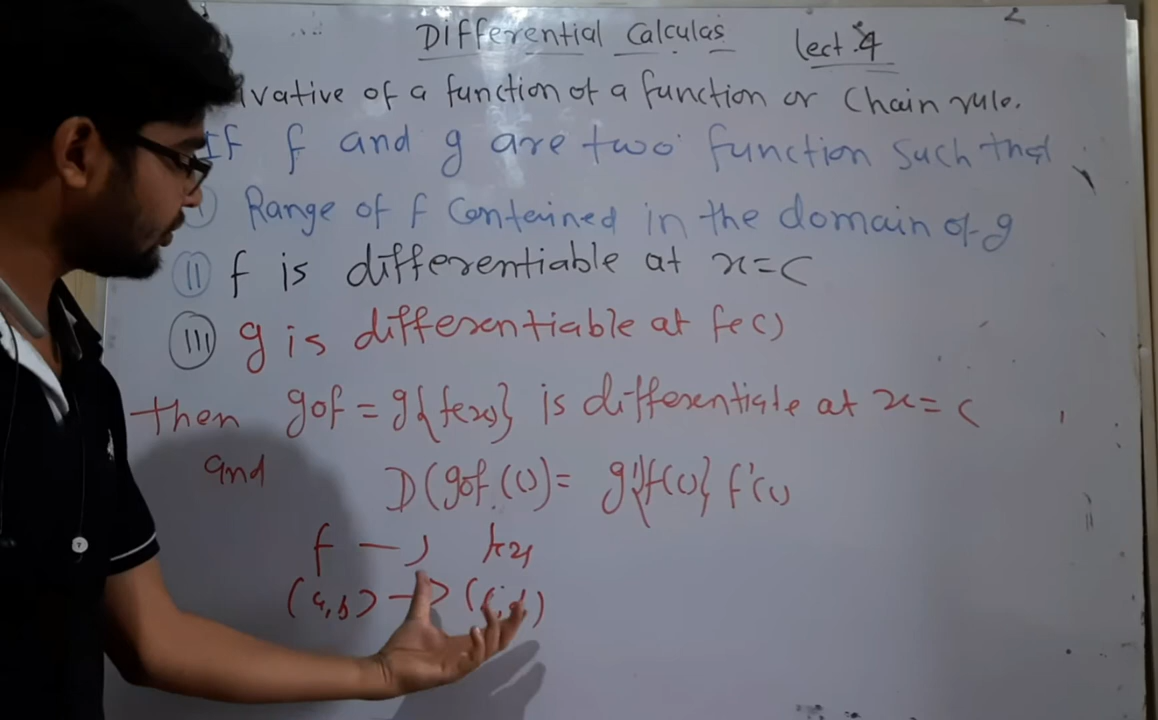 Differential Calculas Lect. 4
ivative of a function of a function or Chain rule.
If f and g are two function such that
Range of f Contained in the domain of g
(II) f is differentiable at x=c
(III) g is differentiable at f(c)
then gof = g{f(x)} is differentiable at x=c
and D(gof)(c) = g'{f(c)} f'(c)
f →
(a,b) → (c,d)